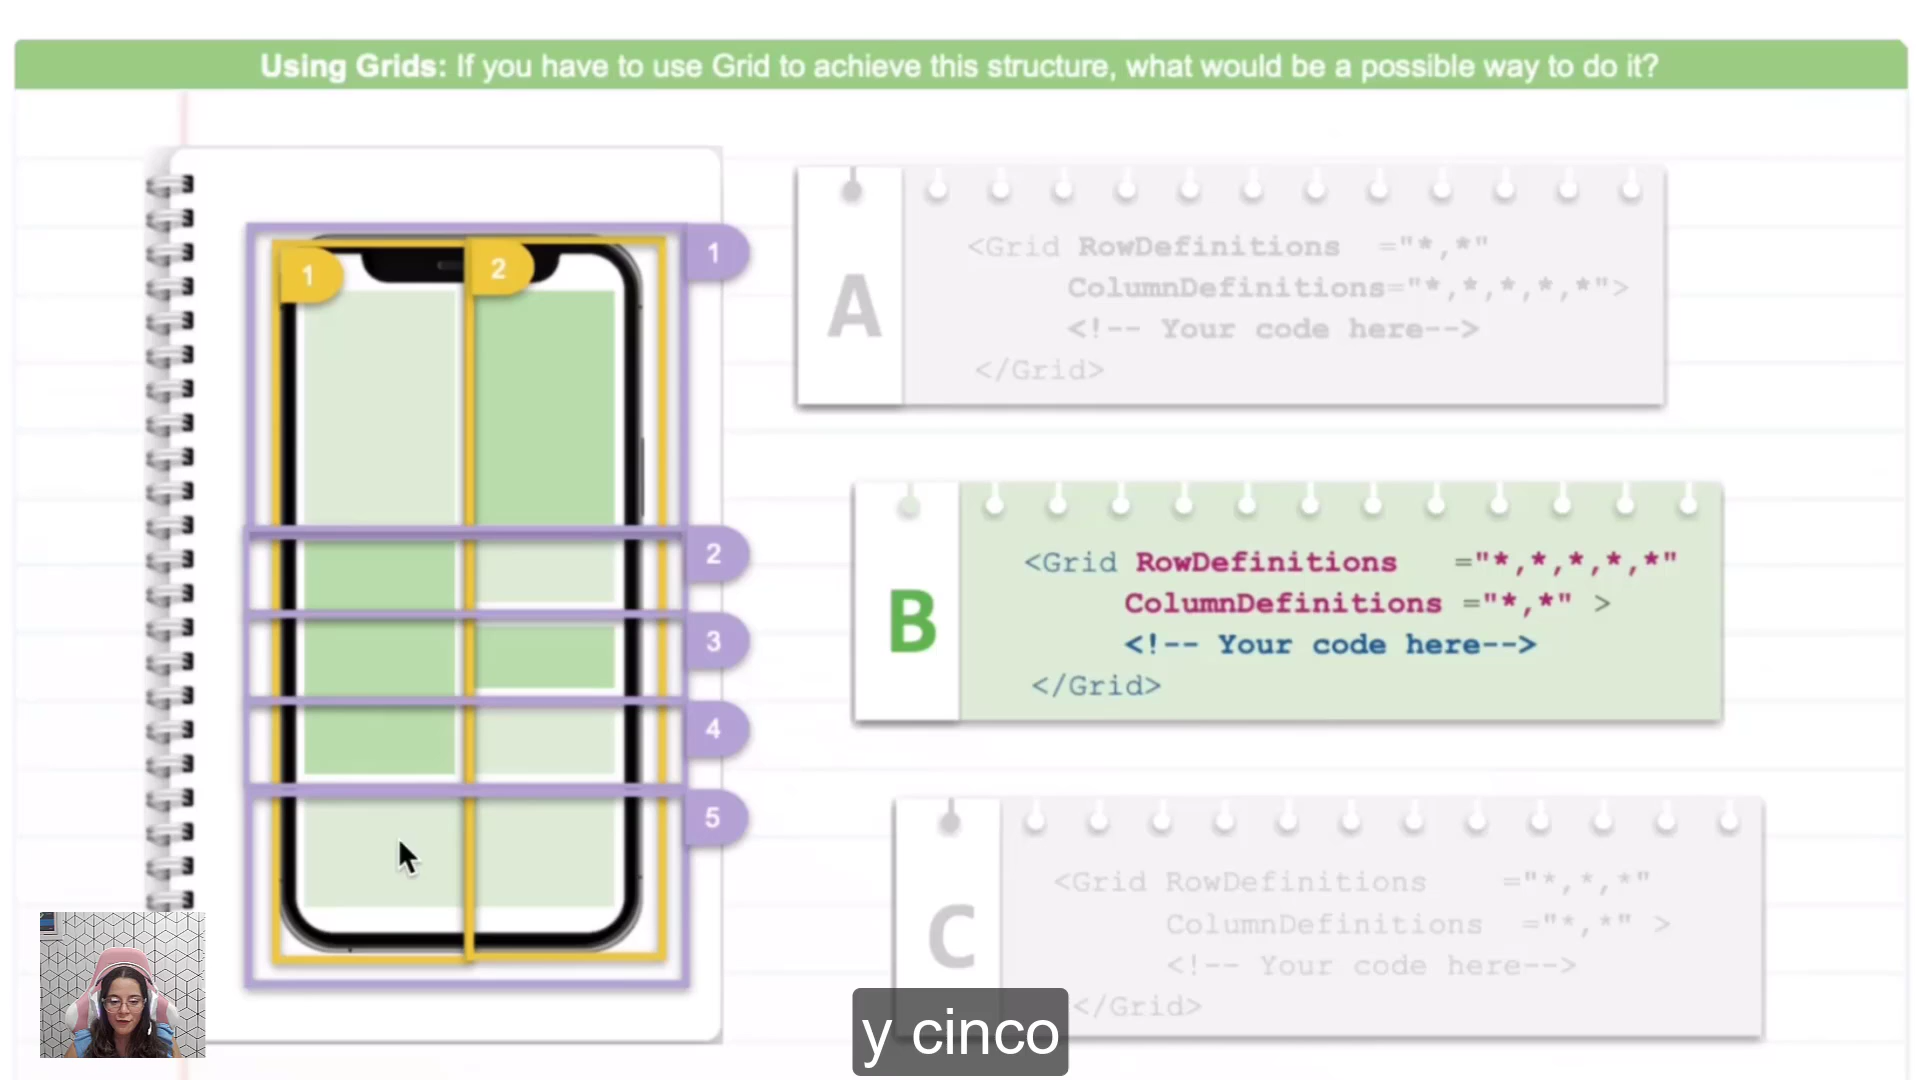 Using Grids: If you have to use Grid to achieve this structure, what would be a possible way to do it?
1
2
1
2
3
4
5
A
<Grid RowDefinitions ="*,*"
ColumnDefinitions="*,*,*,*,*">
<!-- Your code here-->
</Grid>
B
<Grid RowDefinitions ="*,*,*,*,*"
ColumnDefinitions ="*,*" >
<!-- Your code here-->
</Grid>
C
<Grid RowDefinitions ="*,*,*"
ColumnDefinitions ="*,*" >
<!-- Your code here-->
</Grid>
y cinco